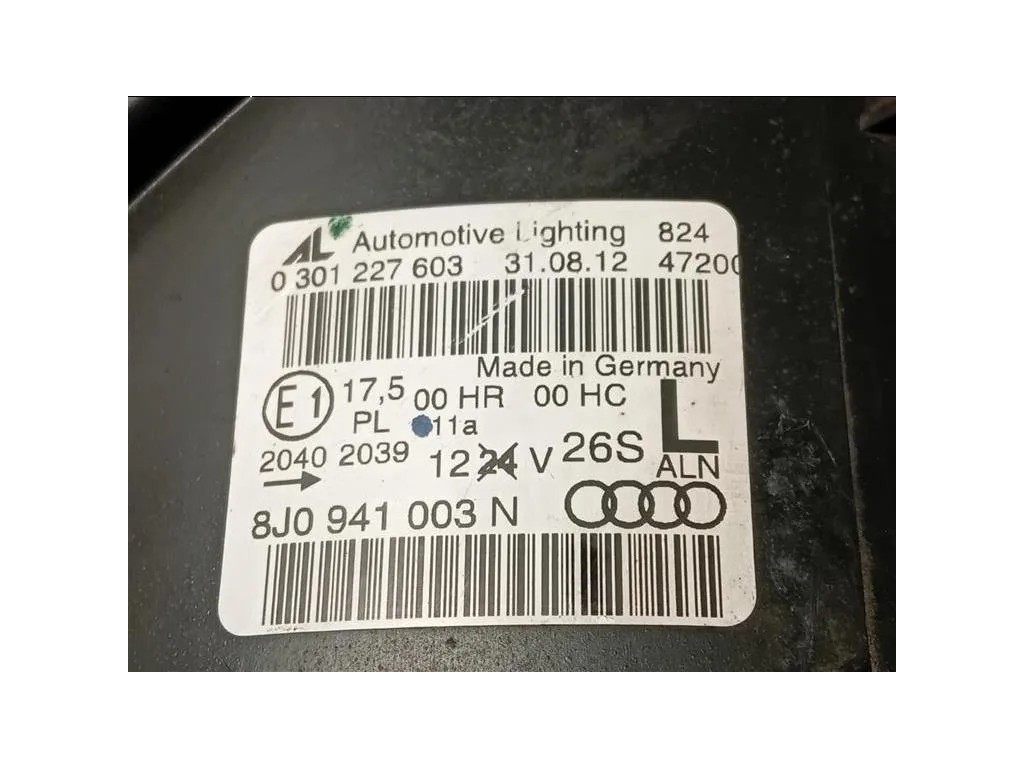 AL Automotive Lighting 824
0 301 227 603 31.08.12 47200
Made in Germany
E1 17,5 00 HR 00 HC L
PL 11a
2040 2039 12 24 V 26S ALN
8J0 941 003 N